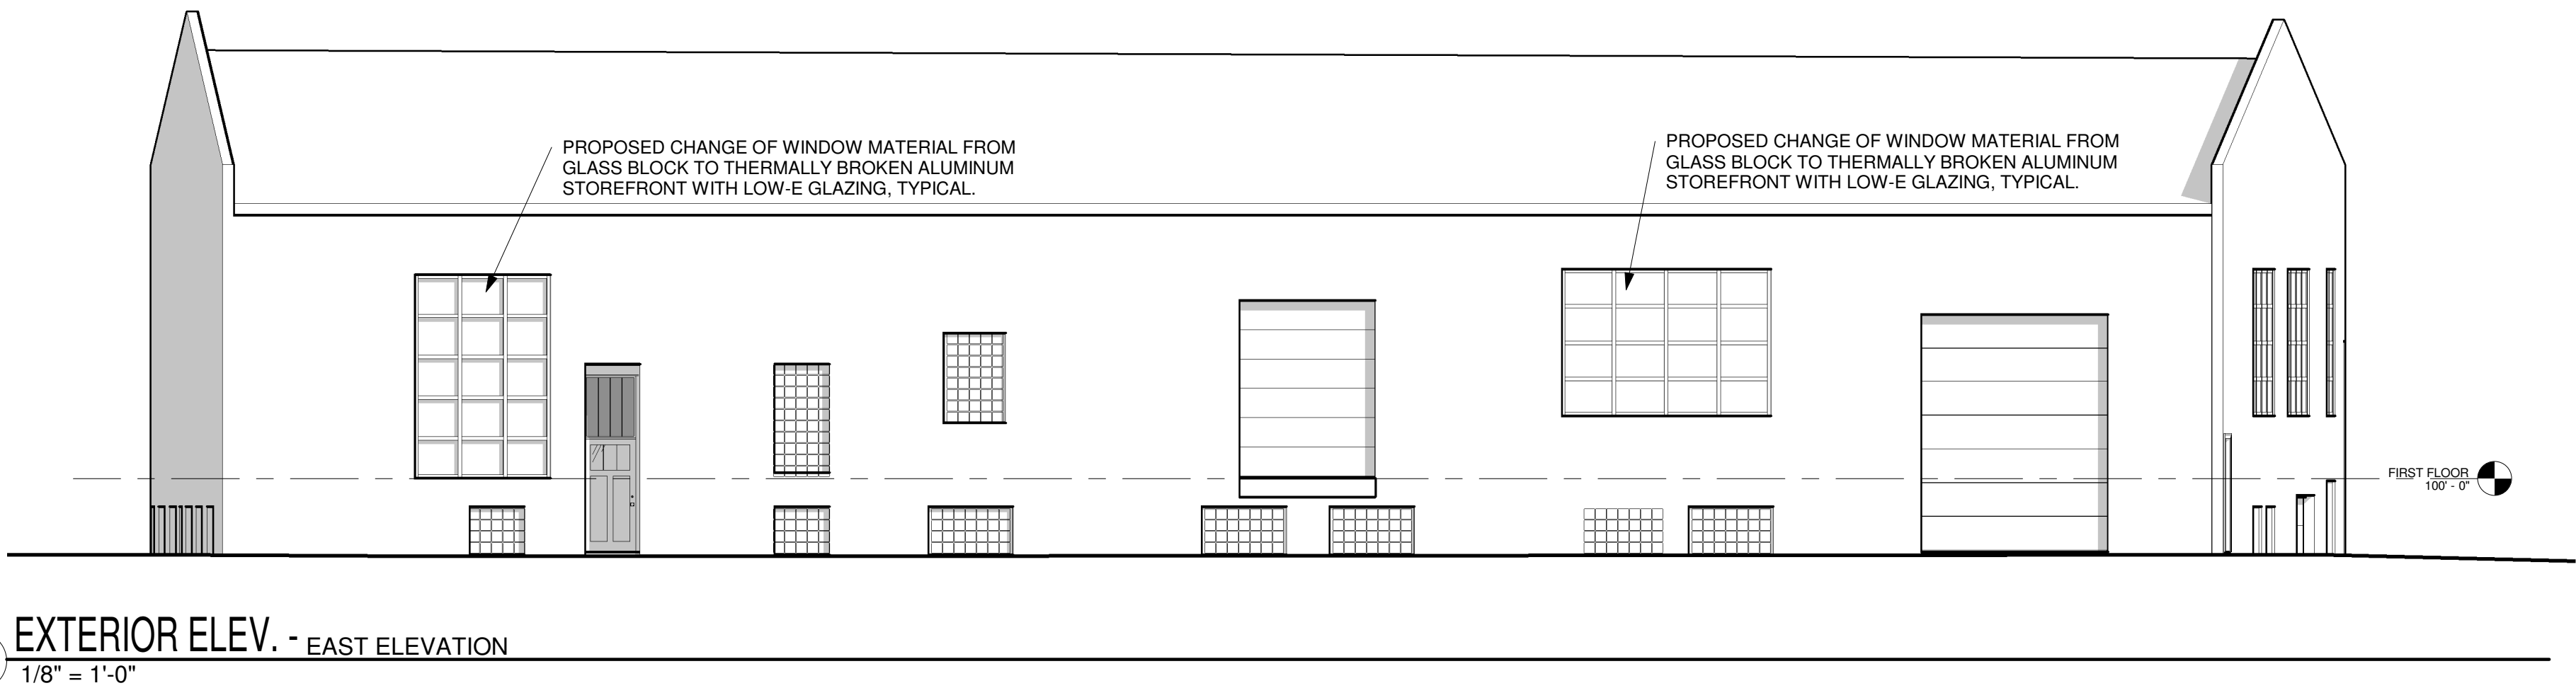 PROPOSED CHANGE OF WINDOW MATERIAL FROM
GLASS BLOCK TO THERMALLY BROKEN ALUMINUM
STOREFRONT WITH LOW-E GLAZING, TYPICAL.
PROPOSED CHANGE OF WINDOW MATERIAL FROM
GLASS BLOCK TO THERMALLY BROKEN ALUMINUM
STOREFRONT WITH LOW-E GLAZING, TYPICAL.
FIRST FLOOR
100' - 0"
EXTERIOR ELEV. - EAST ELEVATION
1/8" = 1'-0"